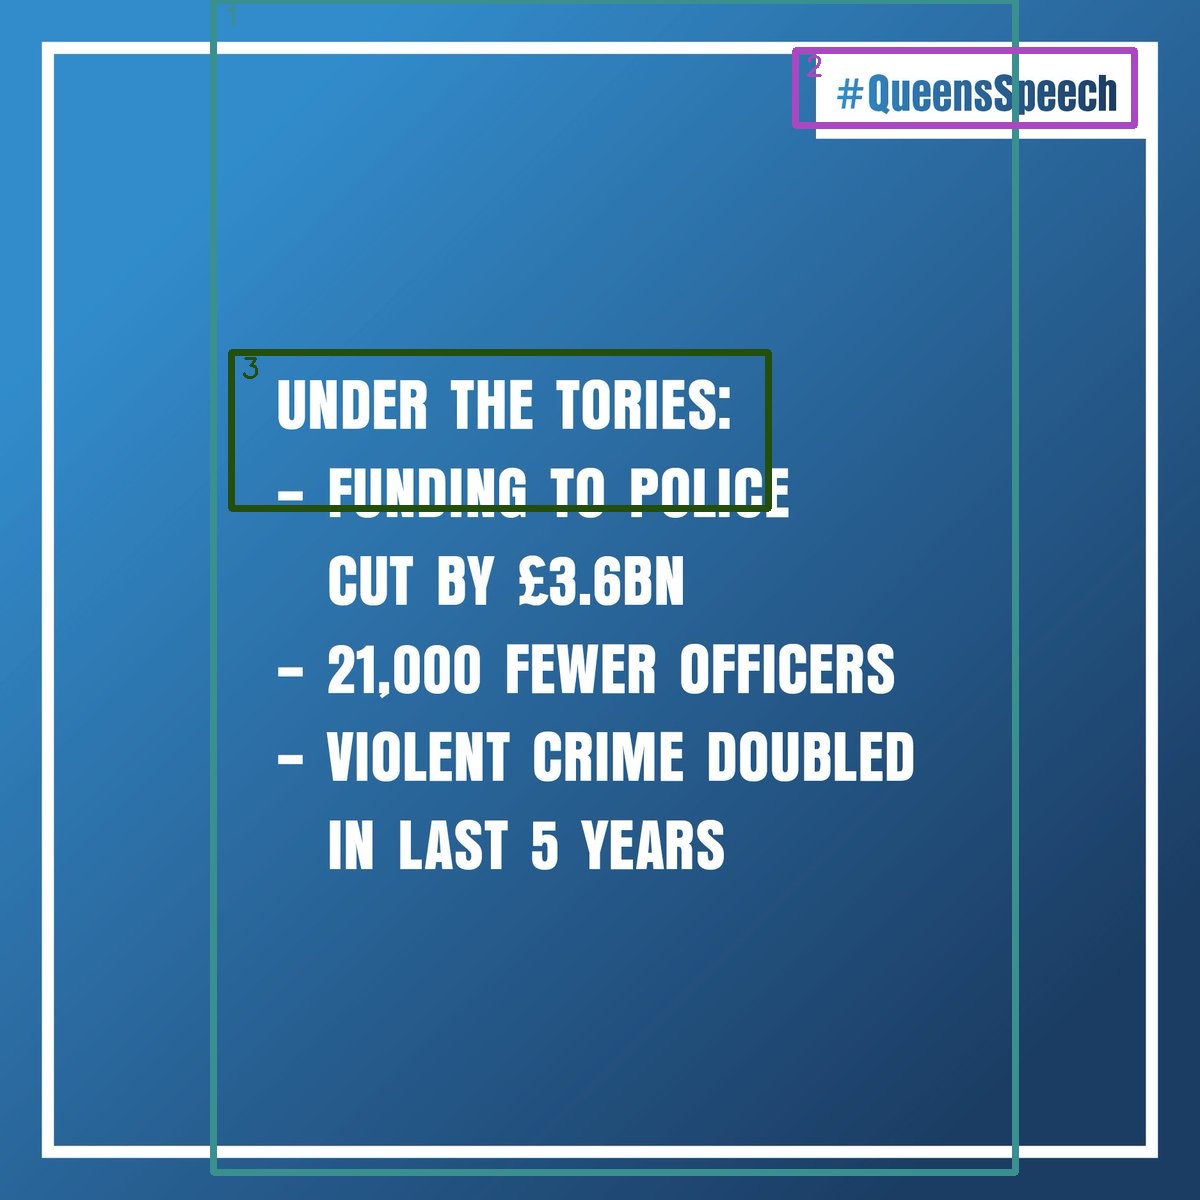 #QueensSpeech
UNDER THE TORIES:
- FUNDING TO POLICE
CUT BY £3.6BN
- 21,000 FEWER OFFICERS
- VIOLENT CRIME DOUBLED
IN LAST 5 YEARS